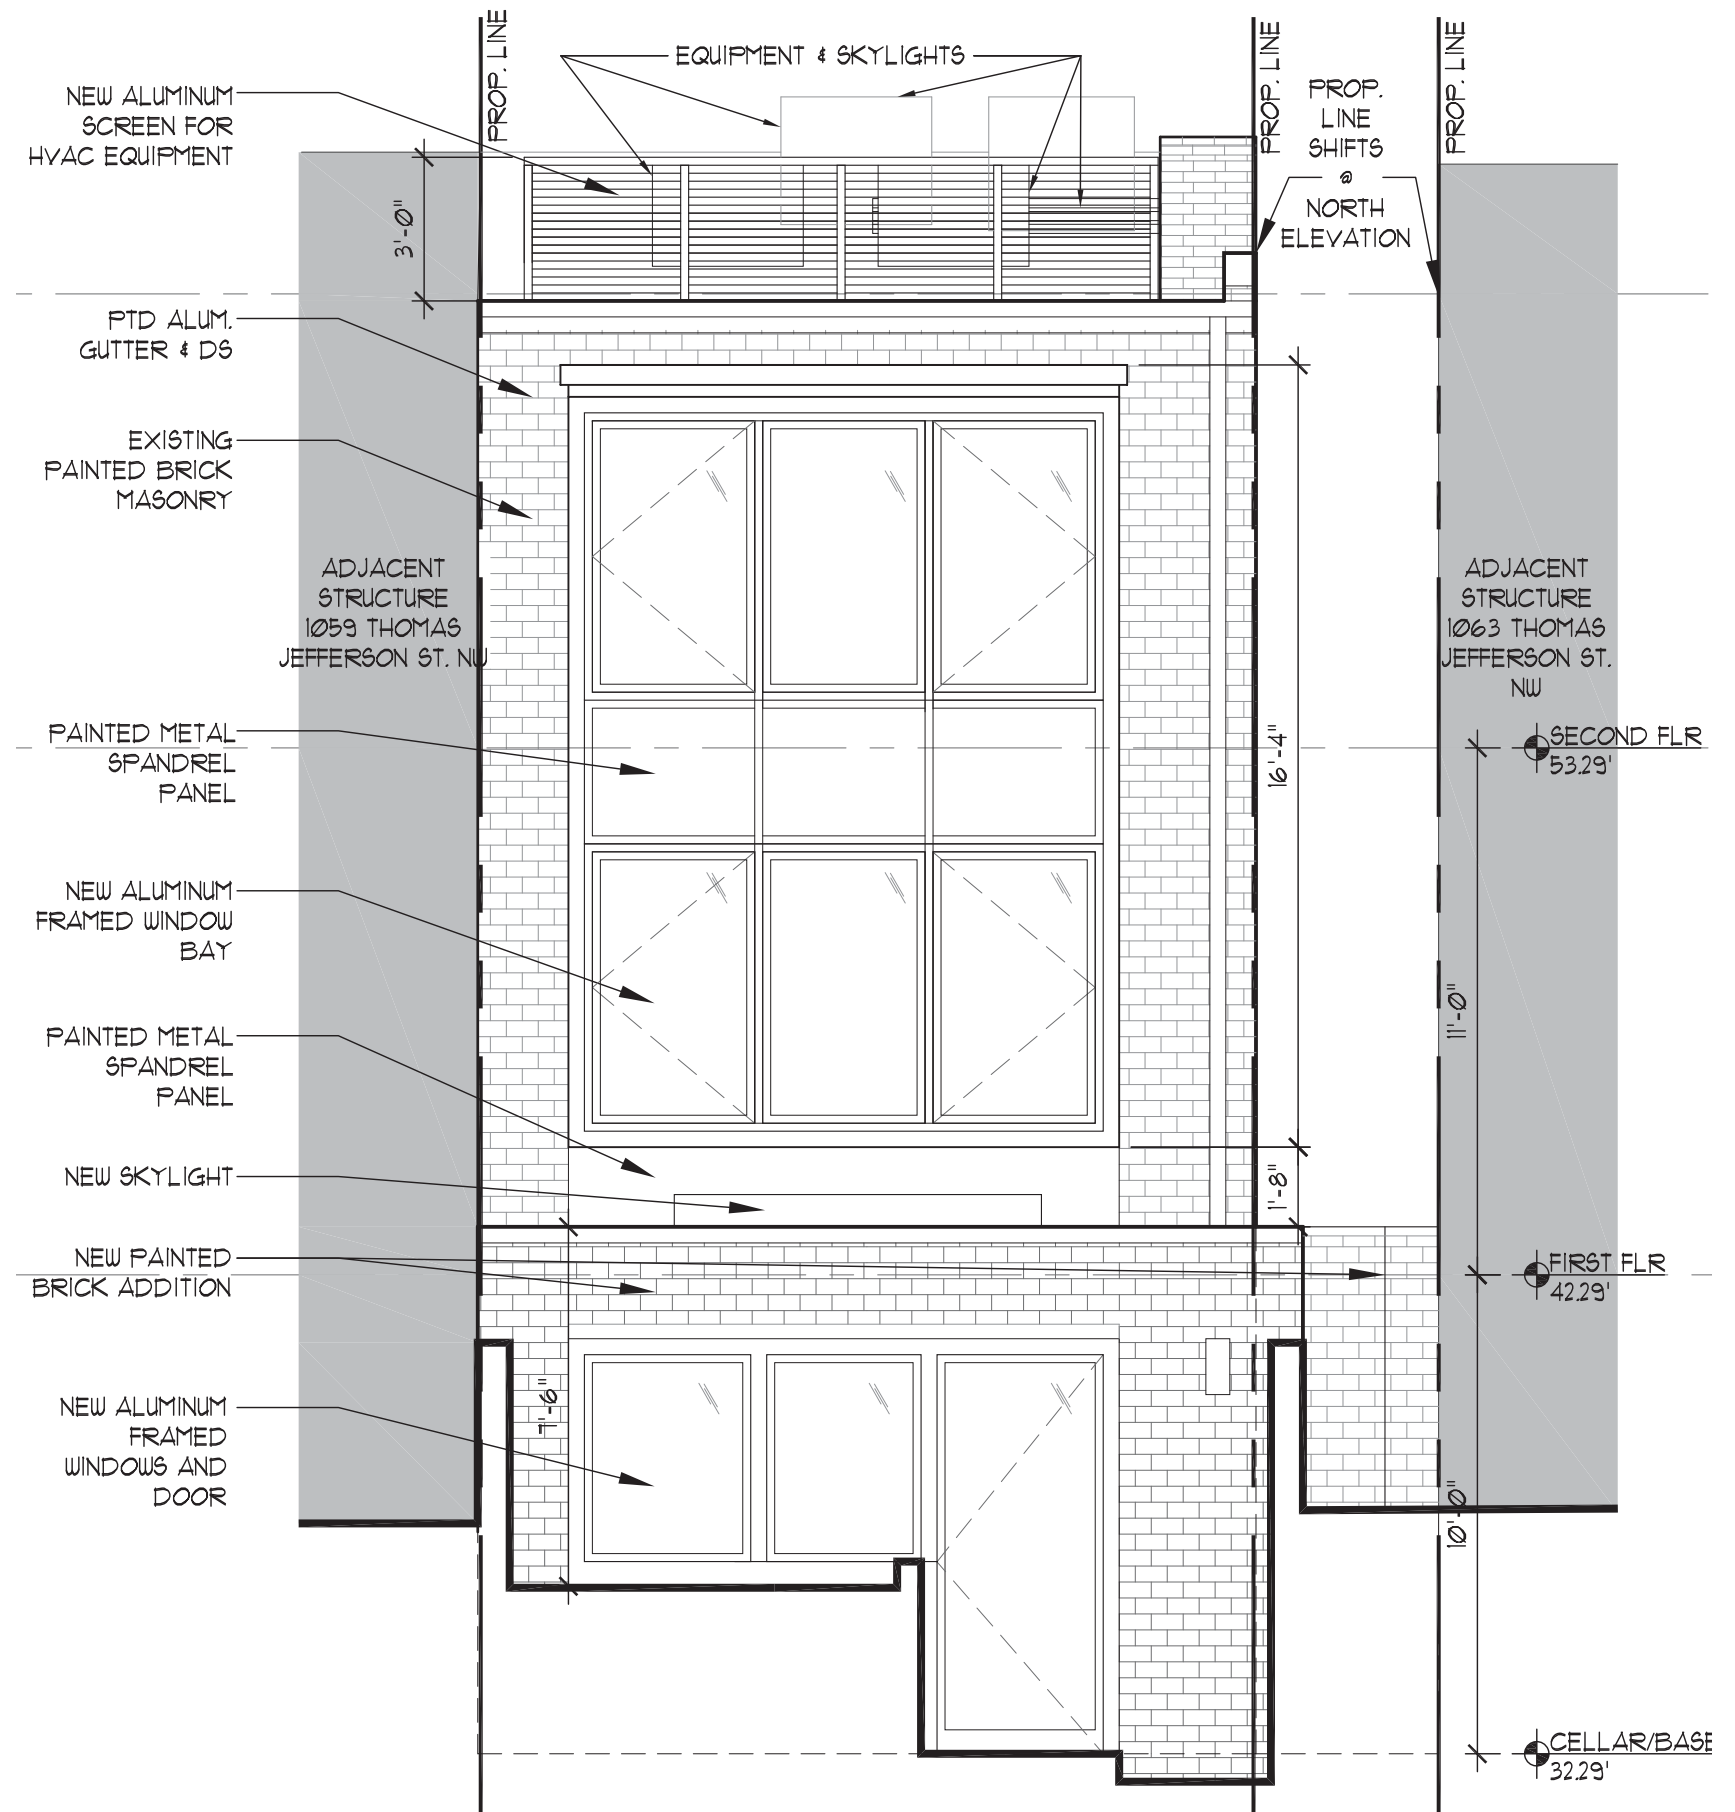 PROP. LINE
EQUIPMENT & SKYLIGHTS
PROP. LINE
PROP. LINE
PROP.
LINE
SHIFTS
@
NORTH
ELEVATION
NEW ALUMINUM
SCREEN FOR
HVAC EQUIPMENT
3'-0"
PTD ALUM.
GUTTER & DS
EXISTING
PAINTED BRICK
MASONRY
ADJACENT
STRUCTURE
1059 THOMAS
JEFFERSON ST. NW
ADJACENT
STRUCTURE
1063 THOMAS
JEFFERSON ST.
NW
PAINTED METAL
SPANDREL
PANEL
16'-4"
SECOND FLR
53.29'
NEW ALUMINUM
FRAMED WINDOW
BAY
11'-0"
PAINTED METAL
SPANDREL
PANEL
NEW SKYLIGHT
1'-8"
NEW PAINTED
BRICK ADDITION
FIRST FLR
42.29'
NEW ALUMINUM
FRAMED
WINDOWS AND
DOOR
7'-6"
10'-0"
CELLAR/BASE
32.29'